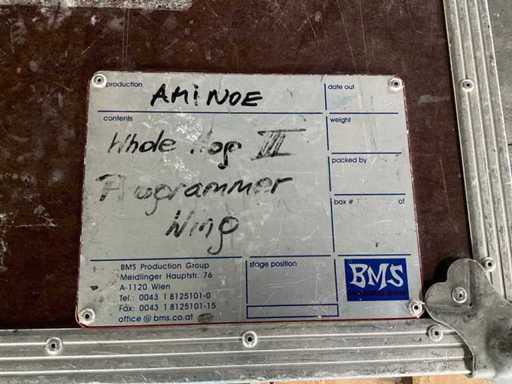 production
AMINOE
date out
contents
weight
Whole Hog III
packed by
Programmer
box # of
Wing
BMS Production Group
Meidlinger Hauptstr. 76
A-1120 Wien
Tel.: 0043 1 8125101-0
Fax: 0043 1 8125101-15
office@bms.co.at
stage position
BMS